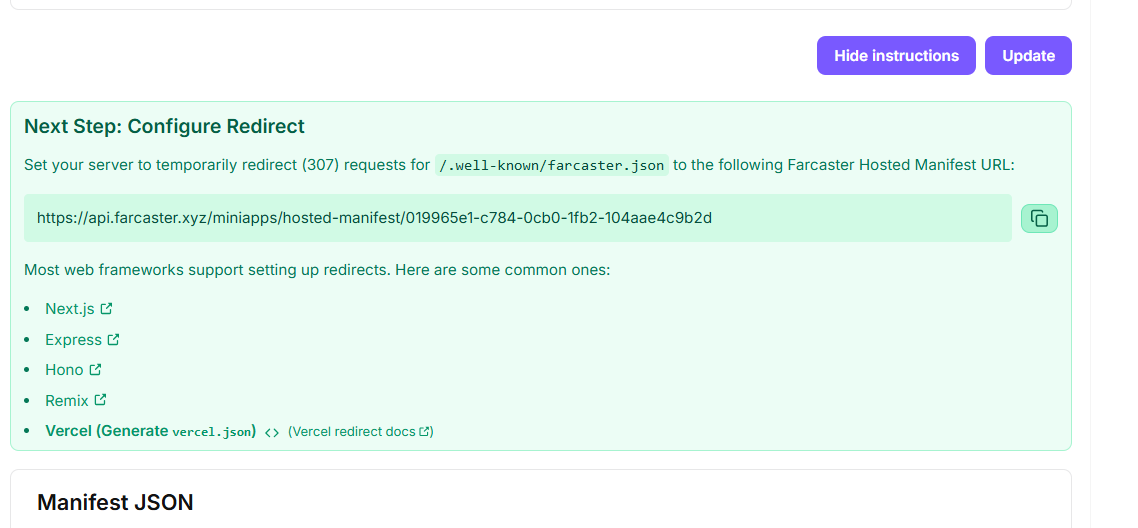 Hide instructions Update
Next Step: Configure Redirect
Set your server to temporarily redirect (307) requests for /.well-known/farcaster.json to the following Farcaster Hosted Manifest URL:
https://api.farcaster.xyz/miniapps/hosted-manifest/019965e1-c784-0cb0-1fb2-104aae4c9b2d
Most web frameworks support setting up redirects. Here are some common ones:
• Next.js
• Express
• Hono
• Remix
• Vercel (Generate vercel.json) <> (Vercel redirect docs)
Manifest JSON